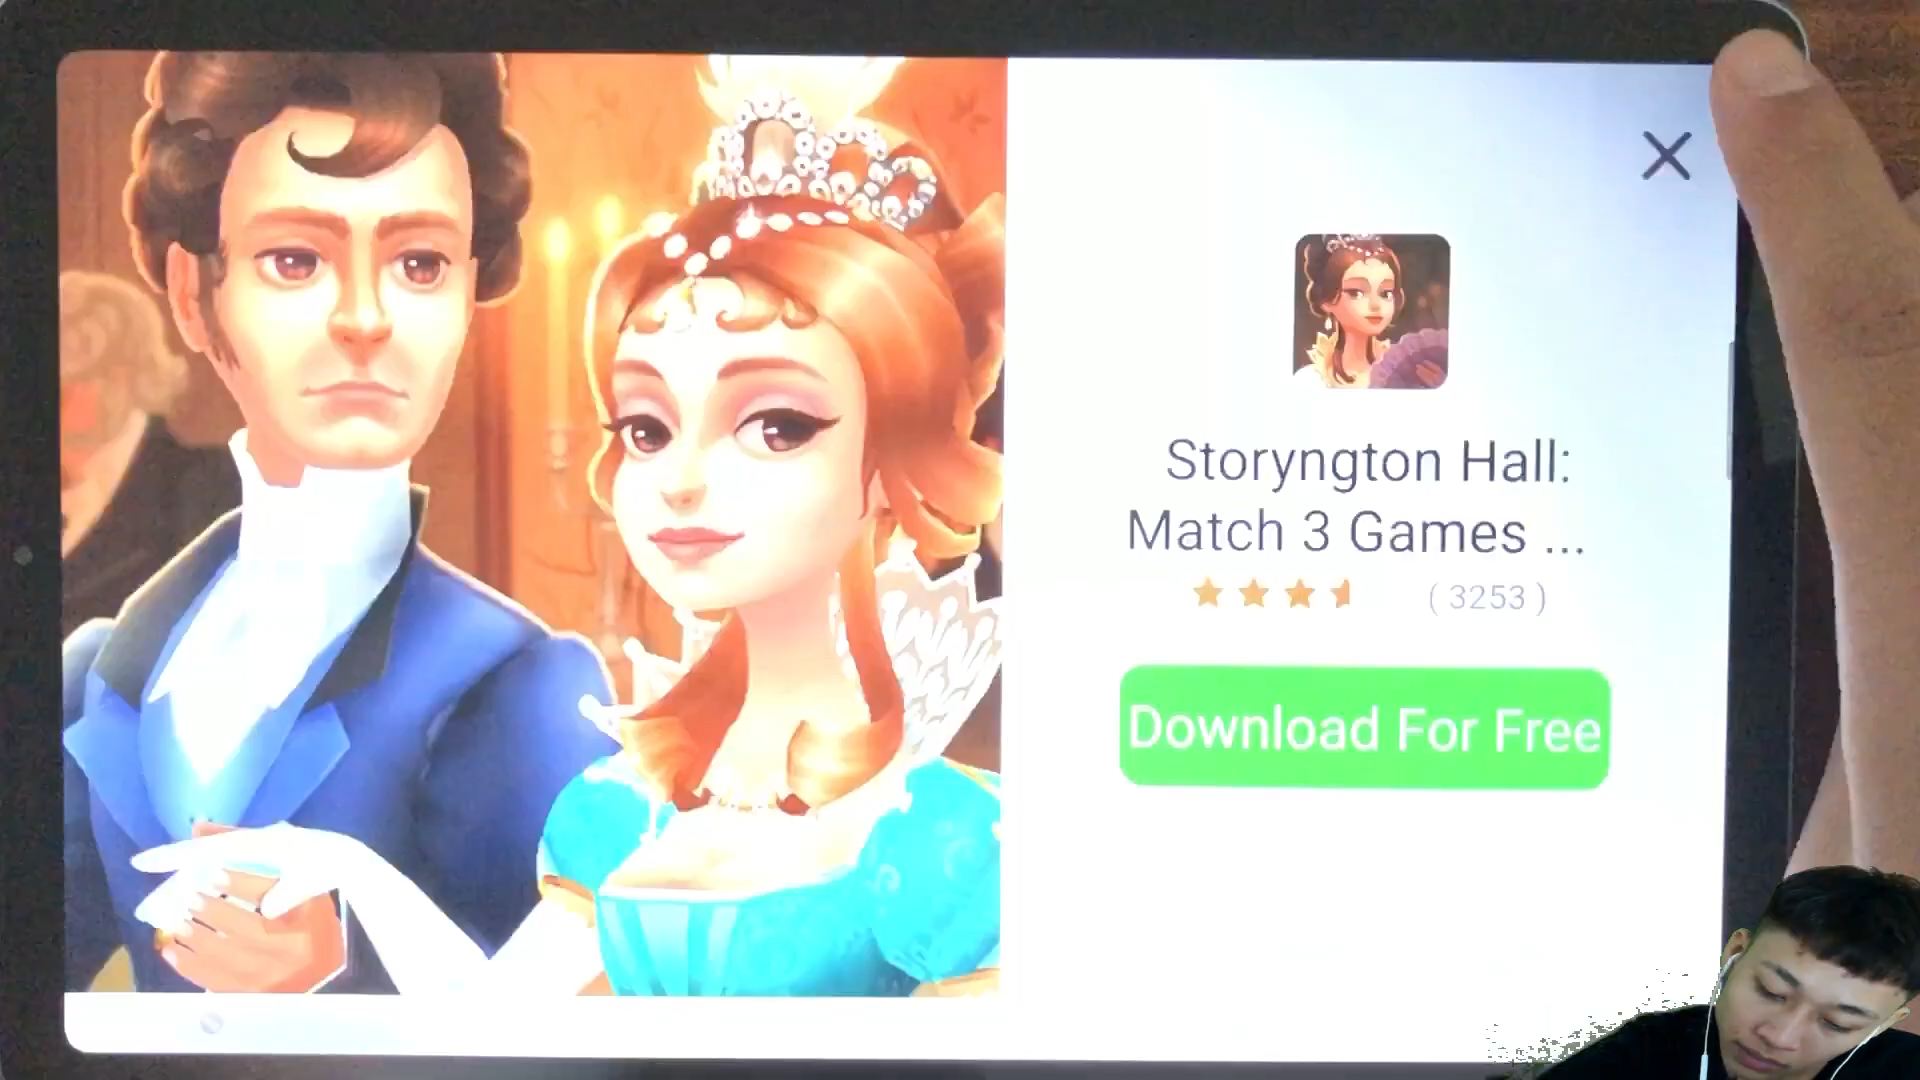 Storyngton Hall:
Match 3 Games ...
( 3253 )
Download For Free